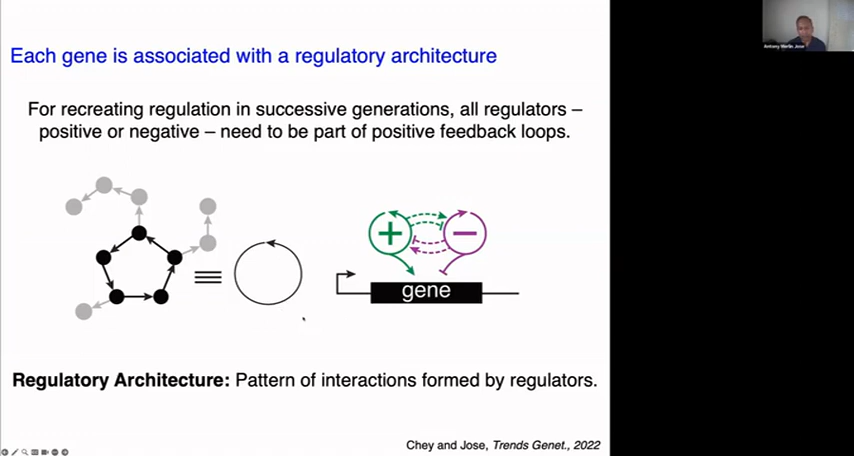 Antony Merlin Jose
Each gene is associated with a regulatory architecture
For recreating regulation in successive generations, all regulators –
positive or negative – need to be part of positive feedback loops.
+ −
gene
Regulatory Architecture: Pattern of interactions formed by regulators.
Chey and Jose, Trends Genet., 2022